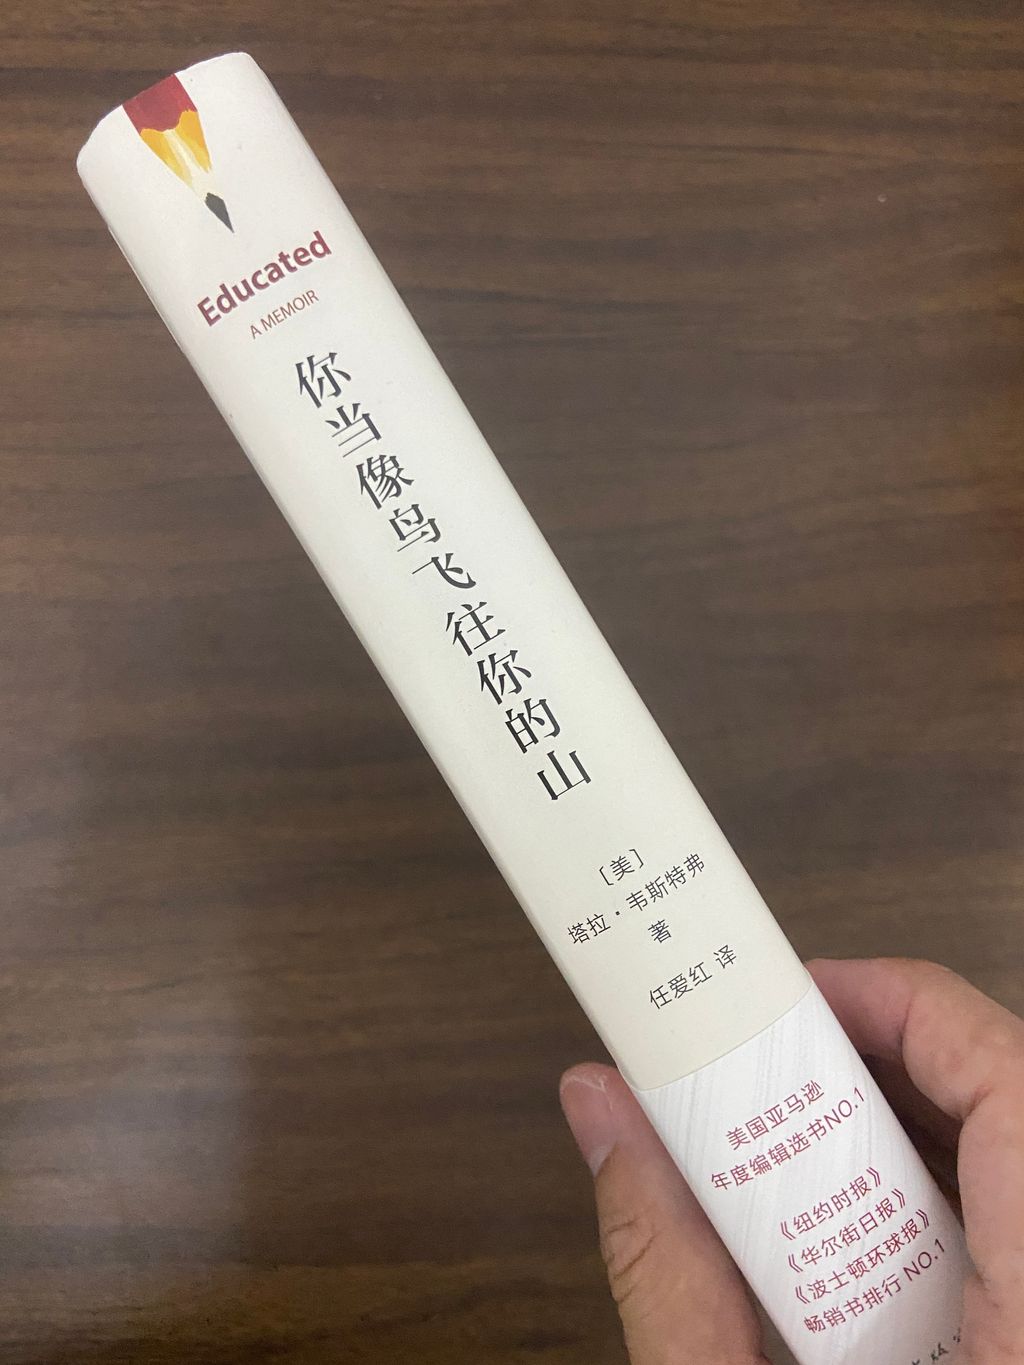 Educated
A MEMOIR
你当像鸟飞往你的山
〔美〕
塔拉·韦斯特弗
著
任爱红 译
美国亚马逊
年度编辑选书NO.1
《纽约时报》
《华尔街日报》
《波士顿环球报》
畅销书排行 NO.1